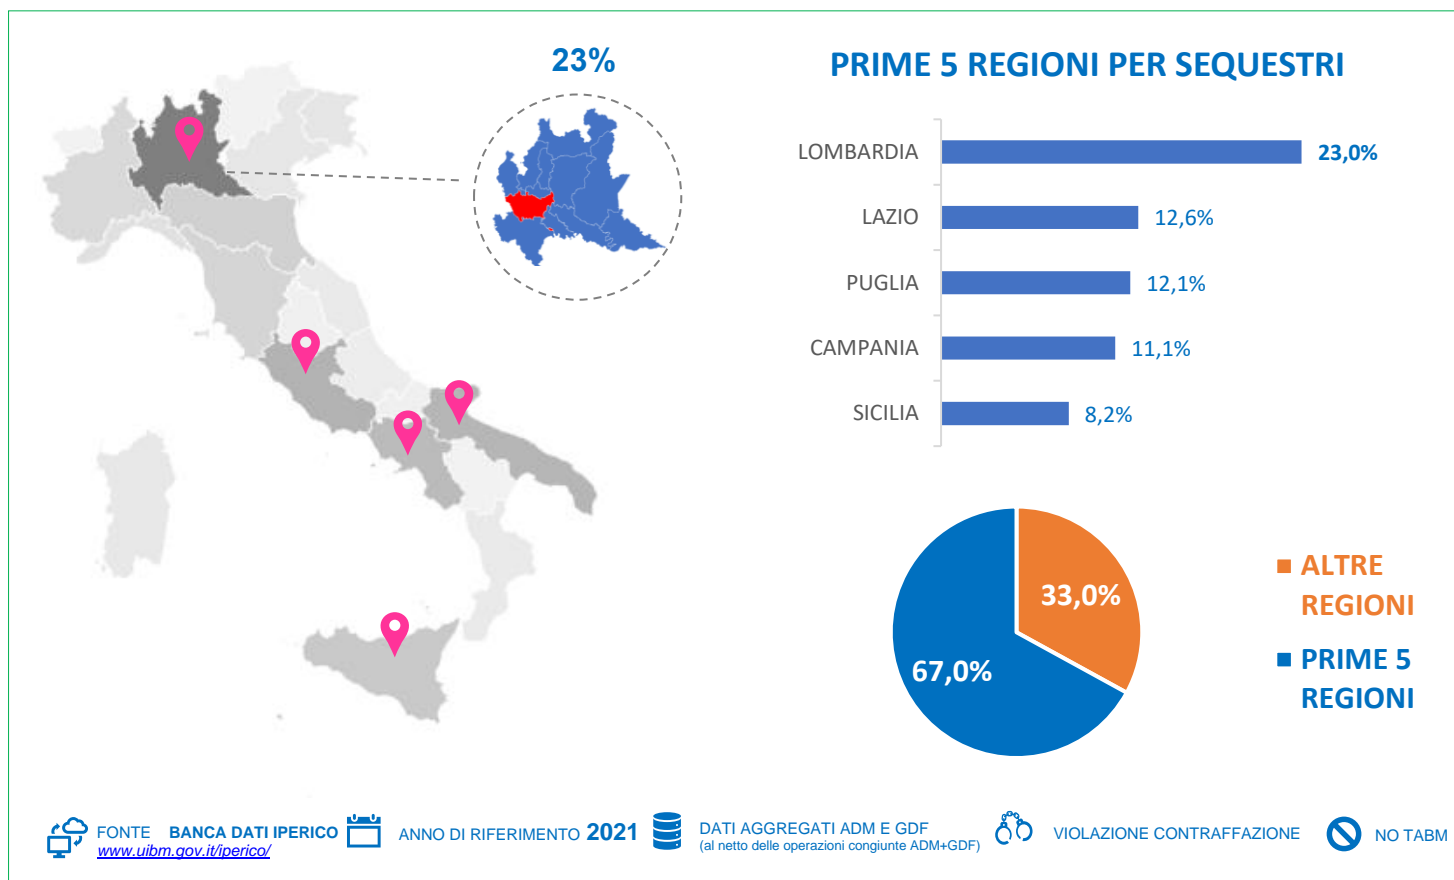 23%
PRIME 5 REGIONI PER SEQUESTRI
LOMBARDIA 23,0%
LAZIO 12,6%
PUGLIA 12,1%
CAMPANIA 11,1%
SICILIA 8,2%
33,0%
67,0%
ALTRE
REGIONI
PRIME 5
REGIONI
FONTE BANCA DATI IPERICO
www.uibm.gov.it/iperico/
ANNO DI RIFERIMENTO 2021
DATI AGGREGATI ADM E GDF
(al netto delle operazioni congiunte ADM+GDF)
VIOLAZIONE CONTRAFFAZIONE
NO TABM